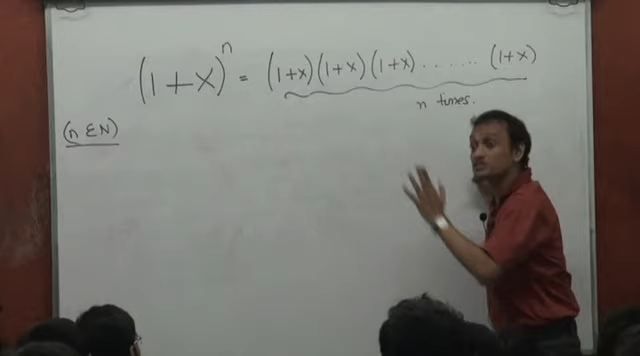 (1+x)ⁿ = (1+x)(1+x)(1+x).......(1+x)
n times.
(n ∈ N)